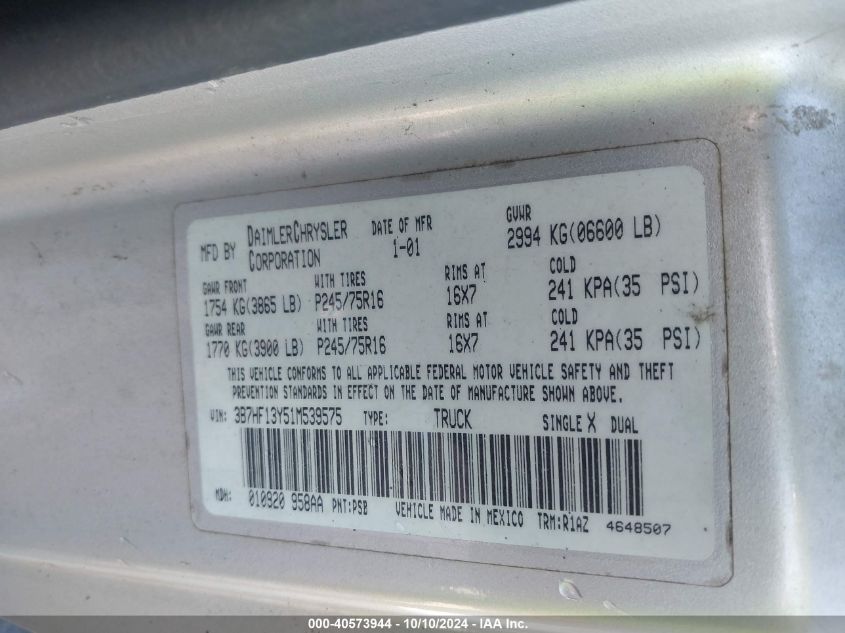 MFD BY DAIMLERCHRYSLER CORPORATION DATE OF MFR 1-01 GVWR 2994 KG(06600 LB)
GAWR FRONT WITH TIRES RIMS AT COLD
1754 KG(3865 LB) P245/75R16 16X7 241 KPA(35 PSI)
GAWR REAR WITH TIRES RIMS AT COLD
1770 KG(3900 LB) P245/75R16 16X7 241 KPA(35 PSI)
THIS VEHICLE CONFORMS TO ALL APPLICABLE FEDERAL MOTOR VEHICLE SAFETY AND THEFT
PREVENTION STANDARDS IN EFFECT ON THE DATE OF MANUFACTURE SHOWN ABOVE.
VIN: 3B7HF13Y51M539575 TYPE: TRUCK SINGLE X DUAL
MDH: 010920 958AA PNT:PSB VEHICLE MADE IN MEXICO TRM:R1AZ 4648507
000-40573944 - 10/10/2024 - IAA Inc.